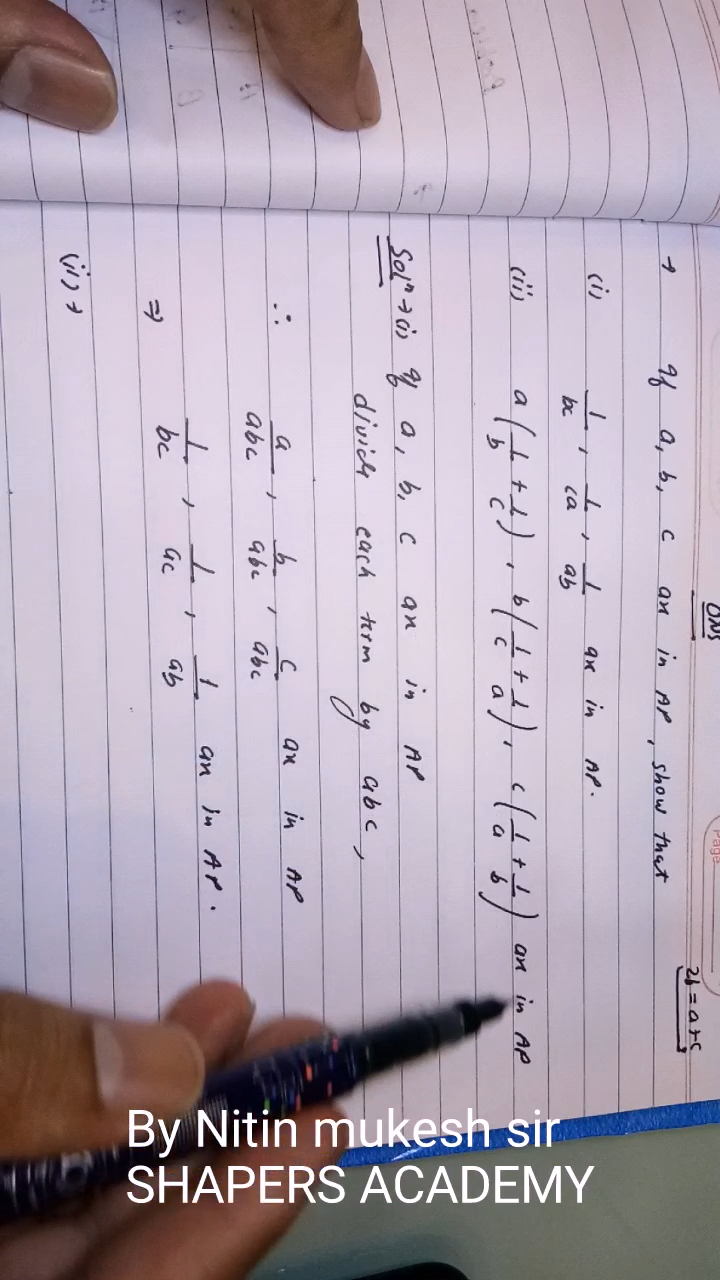 ONS
Page
2b = a+c
→ If a, b, c are in AP, show that
(i) 1/bc, 1/ca, 1/ab are in AP.
(ii) a(1/b + 1/c), b(1/c + 1/a), c(1/a + 1/b) are in AP
Solⁿ → (i) If a, b, c are in AP
divide each term by abc,
∴ a/abc, b/abc, c/abc are in AP
⇒ 1/bc, 1/ac, 1/ab are in AP.
(ii) →
By Nitin mukesh sir
SHAPERS ACADEMY